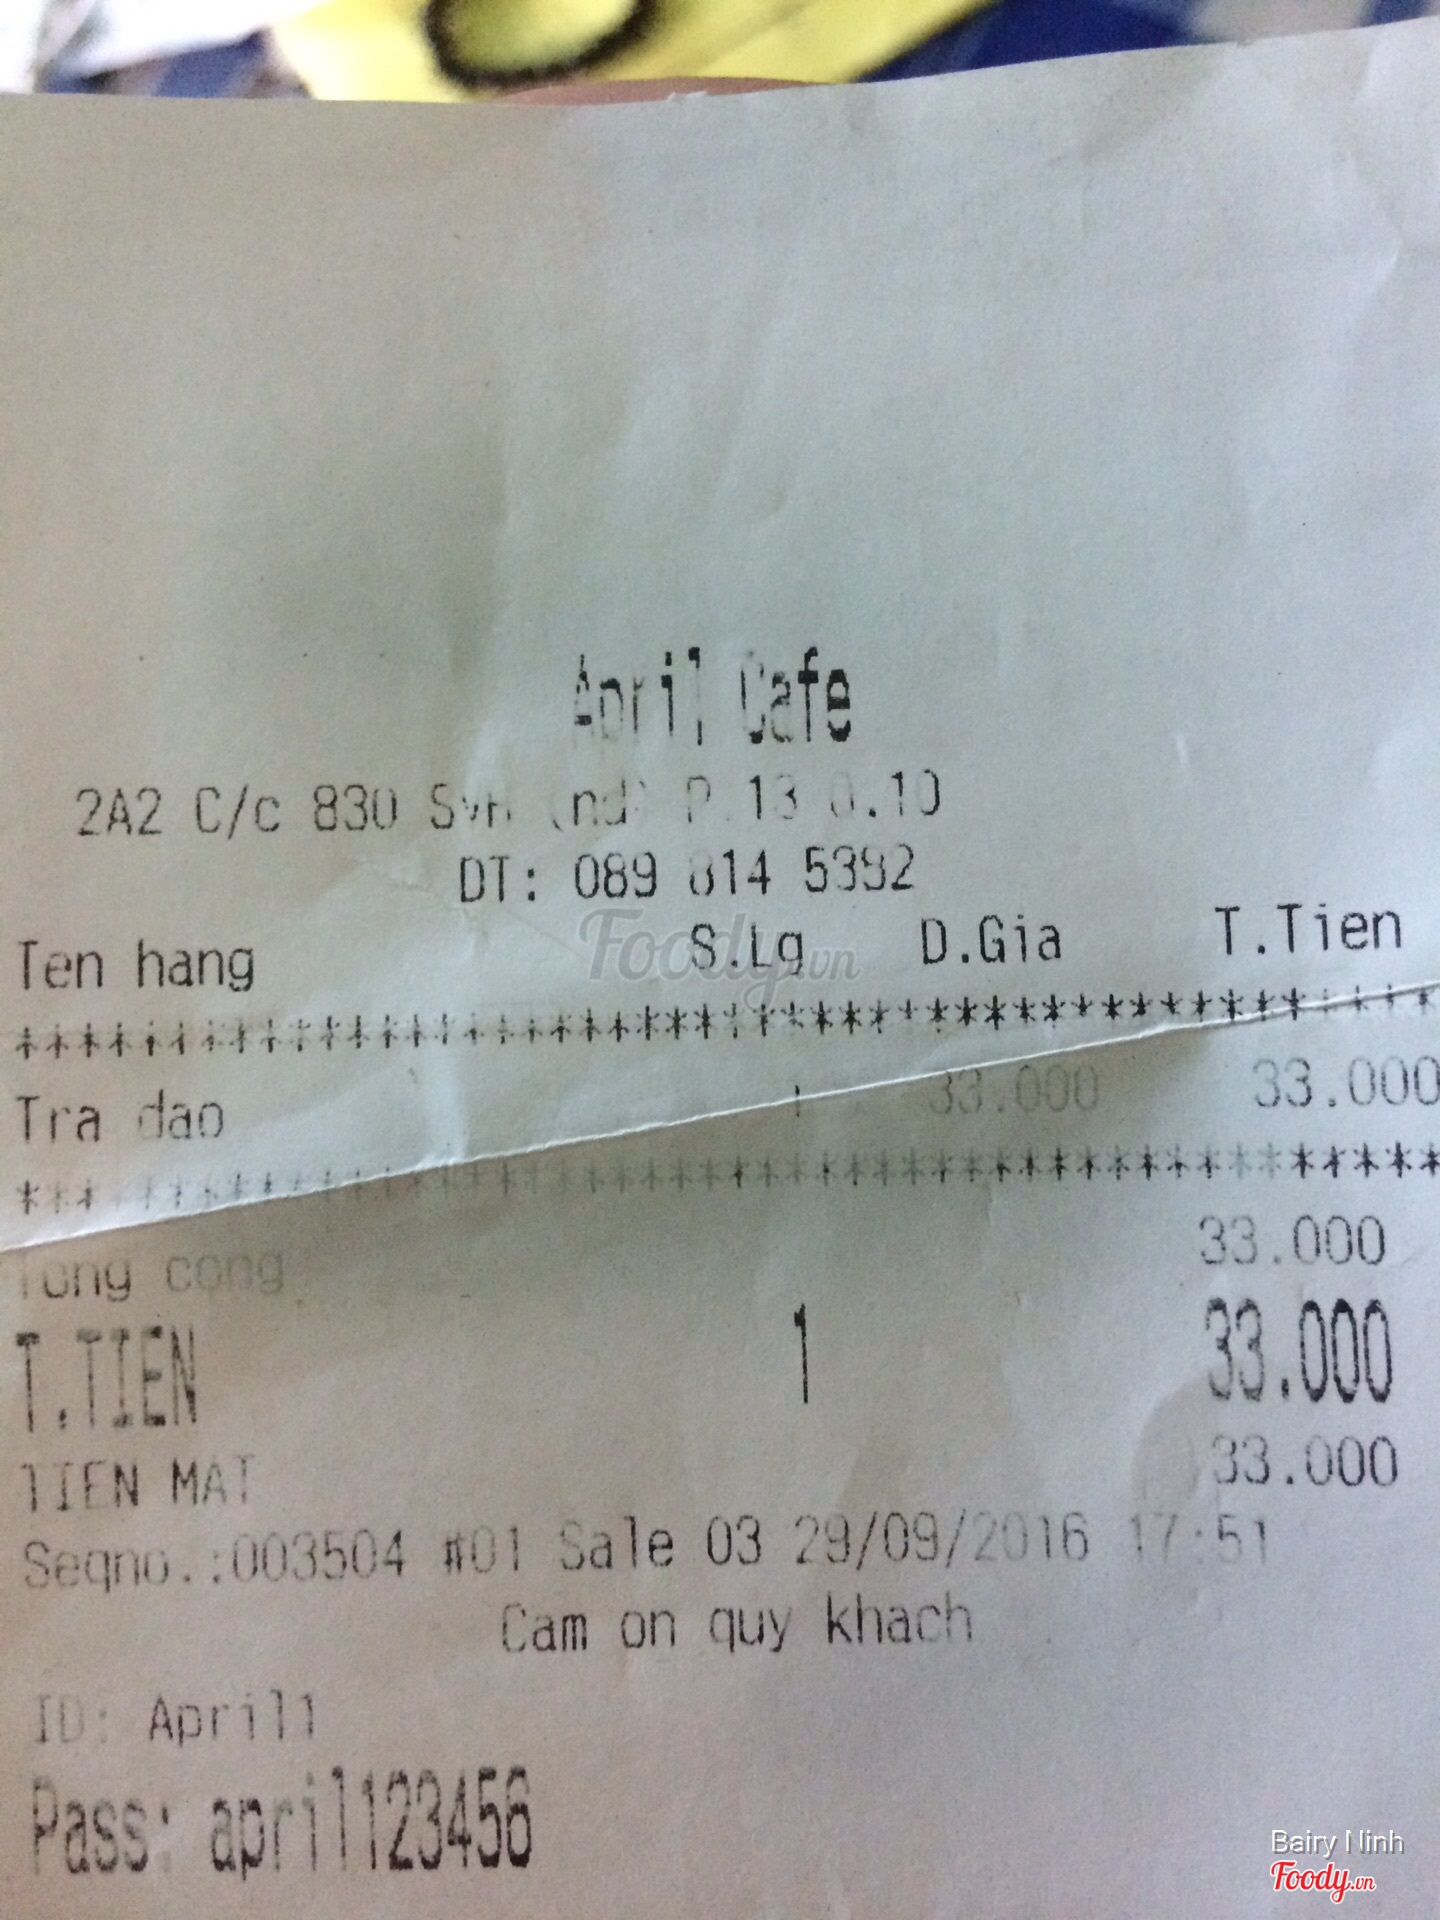 April Cafe
2A2 C/c 830 SvH (nd) P.13 Q.10
DT: 089 814 5392
Foody.vn
Ten hang S.Lg D.Gia T.Tien
************************************************
Tra dao 1 33.000 33.000
************************************************
Tong cong 33.000
T.TIEN 1 33.000
TIEN MAT 33.000
Seqno.:003504 #01 Sale 03 29/09/2016 17:51
Cam on quy khach
ID: April1
Pass: april123456
Bairy Ninh
Foody.vn